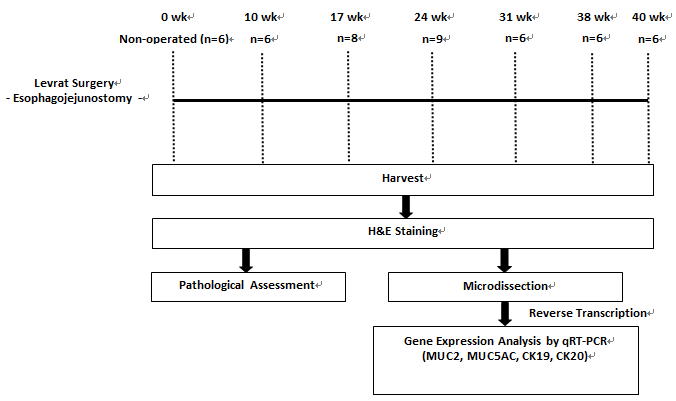 0 wk 10 wk 17 wk 24 wk 31 wk 38 wk 40 wk
Non-operated (n=6) n=6 n=8 n=9 n=6 n=6 n=6
Levrat Surgery
- Esophagojejunostomy -
Harvest
H&E Staining
Pathological Assessment Microdissection
Reverse Transcription
Gene Expression Analysis by qRT-PCR
(MUC2, MUC5AC, CK19, CK20)